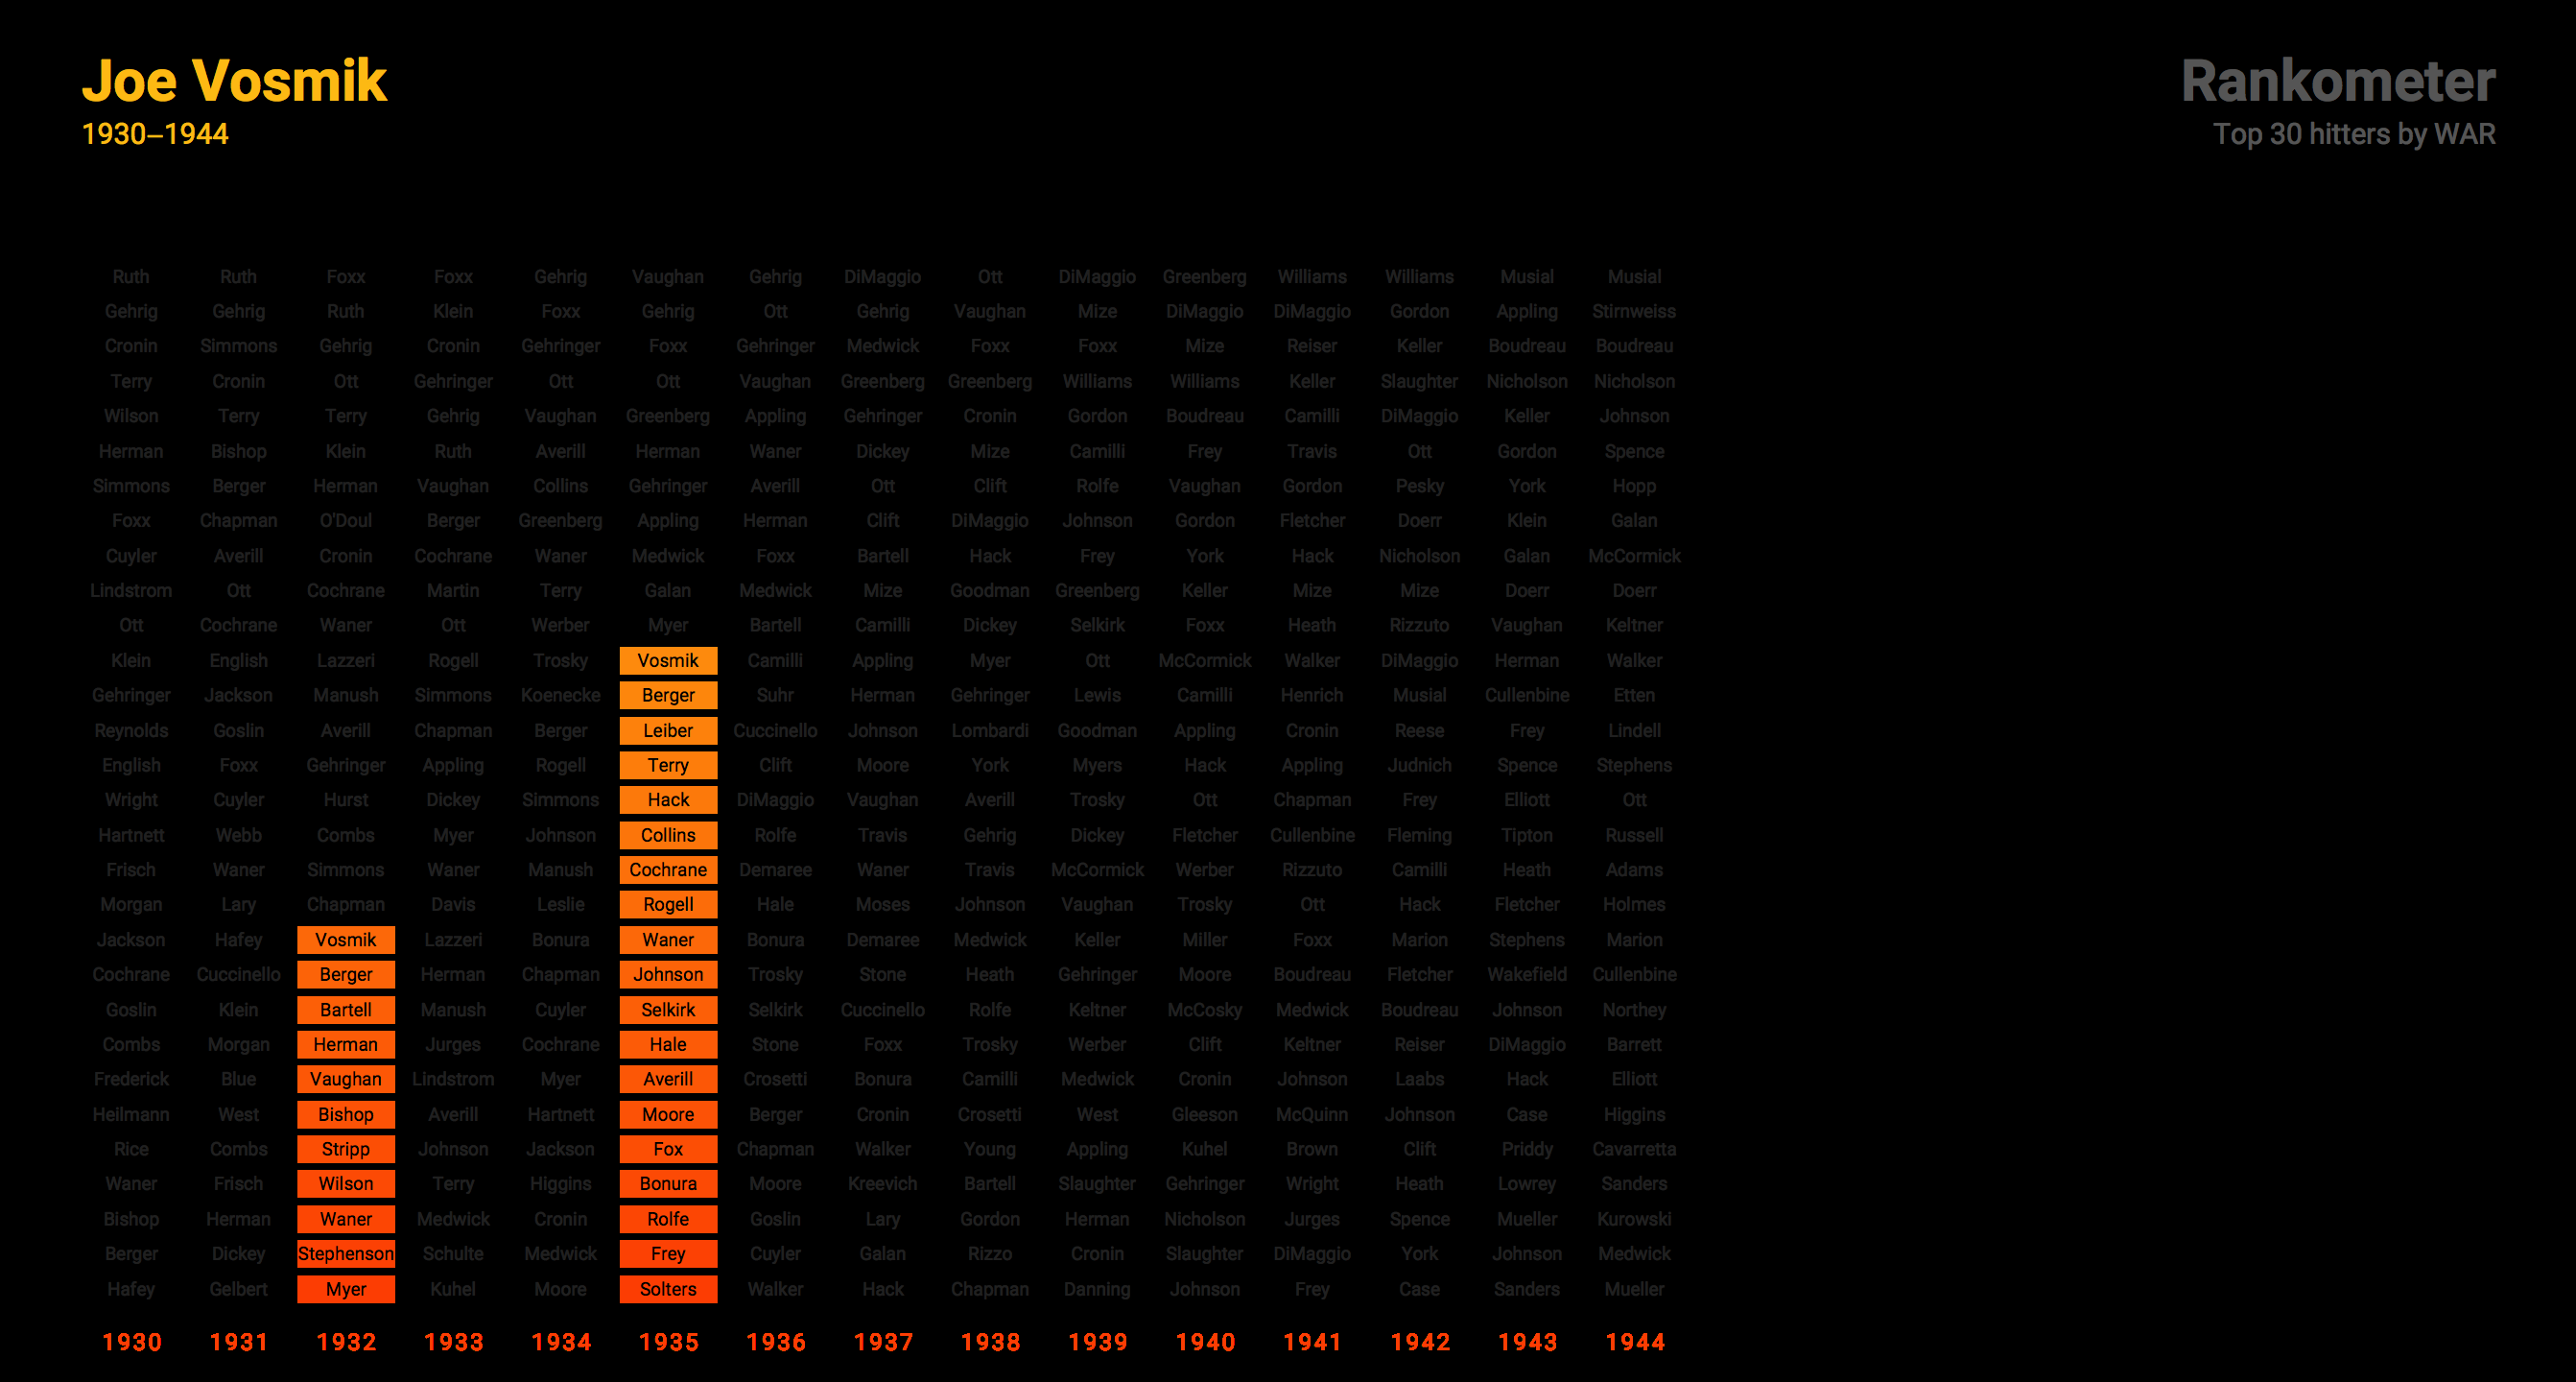 Joe Vosmik
1930–1944
Rankometer
Top 30 hitters by WAR
Ruth Ruth Foxx Foxx Gehrig Vaughan Gehrig DiMaggio Ott DiMaggio Greenberg Williams Williams Musial Musial
Gehrig Gehrig Ruth Klein Foxx Gehrig Ott Gehrig Vaughan Mize DiMaggio DiMaggio Gordon Appling Stirnweiss
Cronin Simmons Gehrig Cronin Gehringer Foxx Gehringer Medwick Foxx Foxx Mize Reiser Keller Boudreau Boudreau
Terry Cronin Ott Gehringer Ott Ott Vaughan Greenberg Greenberg Williams Williams Keller Slaughter Nicholson Nicholson
Wilson Terry Terry Gehrig Vaughan Greenberg Appling Gehringer Cronin Gordon Boudreau Camilli DiMaggio Keller Johnson
Herman Bishop Klein Ruth Averill Herman Waner Dickey Mize Camilli Frey Travis Ott Gordon Spence
Simmons Berger Herman Vaughan Collins Gehringer Averill Ott Clift Rolfe Vaughan Gordon Pesky York Hopp
Foxx Chapman O'Doul Berger Greenberg Appling Herman Clift DiMaggio Johnson Gordon Fletcher Doerr Klein Galan
Cuyler Averill Cronin Cochrane Waner Medwick Foxx Bartell Hack Frey York Hack Nicholson Galan McCormick
Lindstrom Ott Cochrane Martin Terry Galan Medwick Mize Goodman Greenberg Keller Mize Mize Doerr Doerr
Ott Cochrane Waner Ott Werber Myer Bartell Camilli Dickey Selkirk Foxx Heath Rizzuto Vaughan Keltner
Klein English Lazzeri Rogell Trosky Vosmik Camilli Appling Myer Ott McCormick Walker DiMaggio Herman Walker
Gehringer Jackson Manush Simmons Koenecke Berger Suhr Herman Gehringer Lewis Camilli Henrich Musial Cullenbine Etten
Reynolds Goslin Averill Chapman Berger Leiber Cuccinello Johnson Lombardi Goodman Appling Cronin Reese Frey Lindell
English Foxx Gehringer Appling Rogell Terry Clift Moore York Myers Hack Appling Judnich Spence Stephens
Wright Cuyler Hurst Dickey Simmons Hack DiMaggio Vaughan Averill Trosky Ott Chapman Frey Elliott Ott
Hartnett Webb Combs Myer Johnson Collins Rolfe Travis Gehrig Dickey Fletcher Cullenbine Fleming Tipton Russell
Frisch Waner Simmons Waner Manush Cochrane Demaree Waner Travis McCormick Werber Rizzuto Camilli Heath Adams
Morgan Lary Chapman Davis Leslie Rogell Hale Moses Johnson Vaughan Trosky Ott Hack Fletcher Holmes
Jackson Hafey Vosmik Lazzeri Bonura Waner Bonura Demaree Medwick Keller Miller Foxx Marion Stephens Marion
Cochrane Cuccinello Berger Herman Chapman Johnson Trosky Stone Heath Gehringer Moore Boudreau Fletcher Wakefield Cullenbine
Goslin Klein Bartell Manush Cuyler Selkirk Selkirk Cuccinello Rolfe Keltner McCosky Medwick Boudreau Johnson Northey
Combs Morgan Herman Jurges Cochrane Hale Stone Foxx Trosky Werber Clift Keltner Reiser DiMaggio Barrett
Frederick Blue Vaughan Lindstrom Myer Averill Crosetti Bonura Camilli Medwick Cronin Johnson Laabs Hack Elliott
Heilmann West Bishop Averill Hartnett Moore Berger Cronin Crosetti West Gleeson McQuinn Johnson Case Higgins
Rice Combs Stripp Johnson Jackson Fox Chapman Walker Young Appling Kuhel Brown Clift Priddy Cavarretta
Waner Frisch Wilson Terry Higgins Bonura Moore Kreevich Bartell Slaughter Gehringer Wright Heath Lowrey Sanders
Bishop Herman Waner Medwick Cronin Rolfe Goslin Lary Gordon Herman Nicholson Jurges Spence Mueller Kurowski
Berger Dickey Stephenson Schulte Medwick Frey Cuyler Galan Rizzo Cronin Slaughter DiMaggio York Johnson Medwick
Hafey Gelbert Myer Kuhel Moore Solters Walker Hack Chapman Danning Johnson Frey Case Sanders Mueller
1930 1931 1932 1933 1934 1935 1936 1937 1938 1939 1940 1941 1942 1943 1944